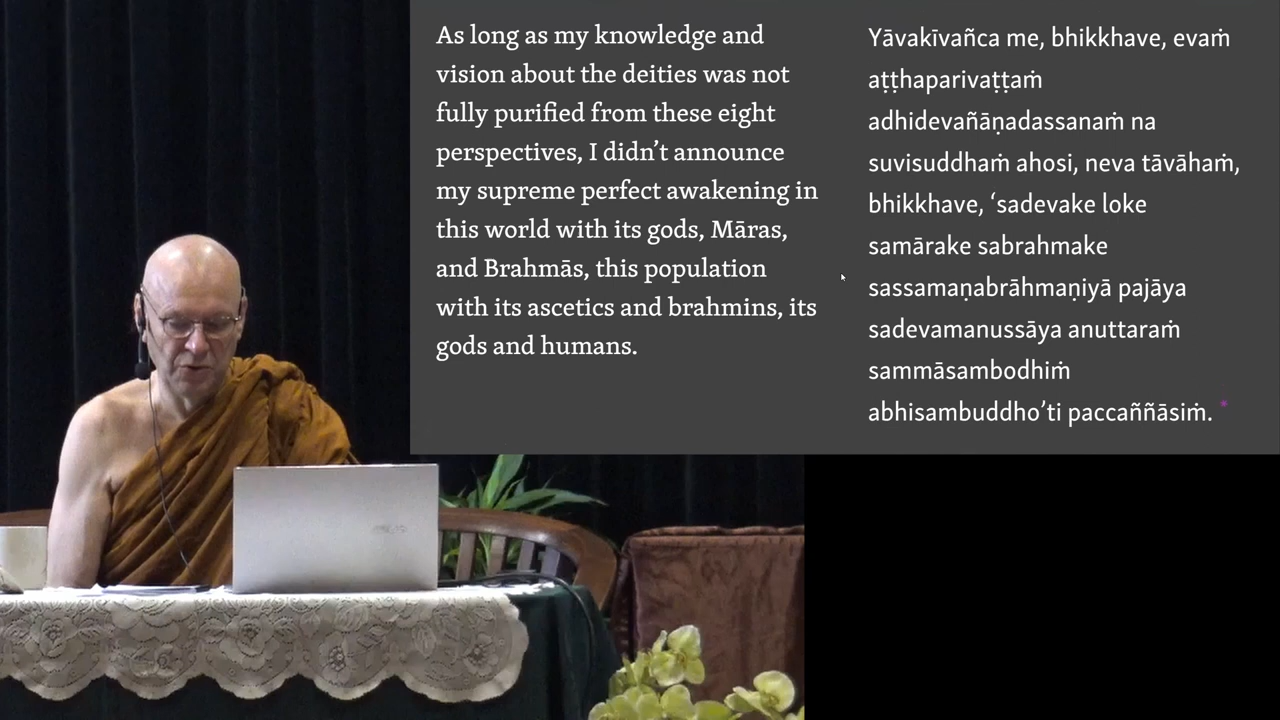 As long as my knowledge and
vision about the deities was not
fully purified from these eight
perspectives, I didn’t announce
my supreme perfect awakening in
this world with its gods, Māras,
and Brahmās, this population
with its ascetics and brahmins, its
gods and humans.
Yāvakīvañca me, bhikkhave, evaṁ
aṭṭhaparivaṭṭaṁ
adhidevañāṇadassanaṁ na
suvisuddhaṁ ahosi, neva tāvāhaṁ,
bhikkhave, ‘sadevake loke
samārake sabrahmake
sassamaṇabrāhmaṇiyā pajāya
sadevamanussāya anuttaraṁ
sammāsambodhiṁ
abhisambuddho’ti paccaññāsiṁ. *